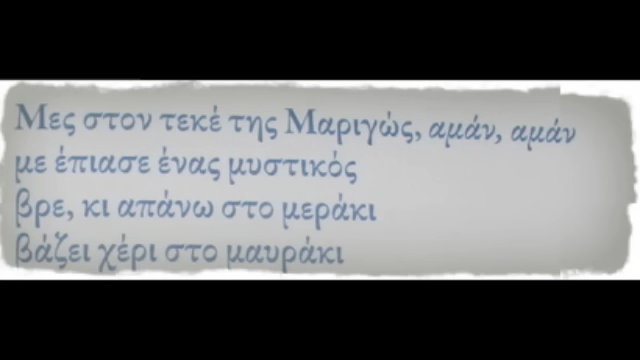 Μες στον τεκέ της Μαριγώς, αμάν, αμάν
με έπιασε ένας μυστικός
βρε, κι απάνω στο μεράκι
βάζει χέρι στο μαυράκι